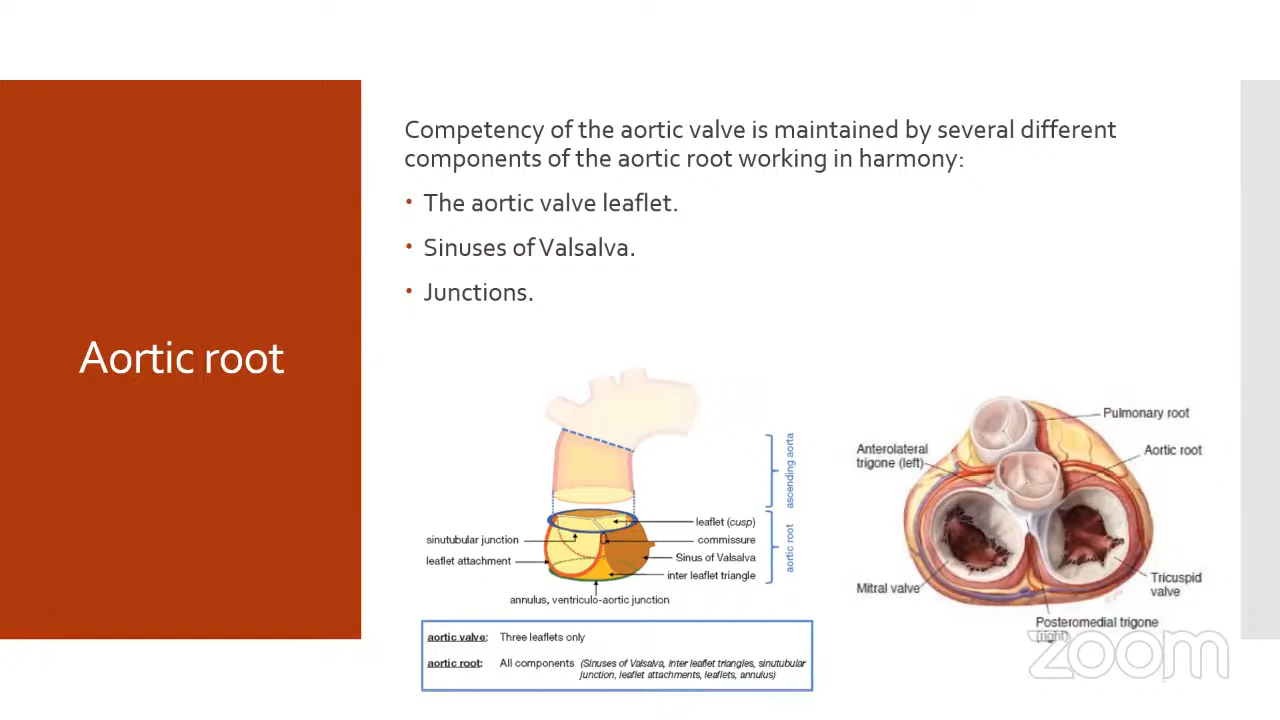 Competency of the aortic valve is maintained by several different
components of the aortic root working in harmony:
• The aortic valve leaflet.
• Sinuses of Valsalva.
• Junctions.
Aortic root
ascending aorta
aortic root
leaflet (cusp)
sinutubular junction
commissure
leaflet attachment
Sinus of Valsalva
inter leaflet triangle
annulus, ventriculo-aortic junction
aortic valve: Three leaflets only
aortic root: All components (Sinuses of Valsalva, inter leaflet triangles, sinutubular
junction, leaflet attachments, leaflets, annulus)
Pulmonary root
Anterolateral
trigone (left)
Aortic root
Mitral valve
Tricuspid
valve
Posteromedial trigone
(right)
zoom